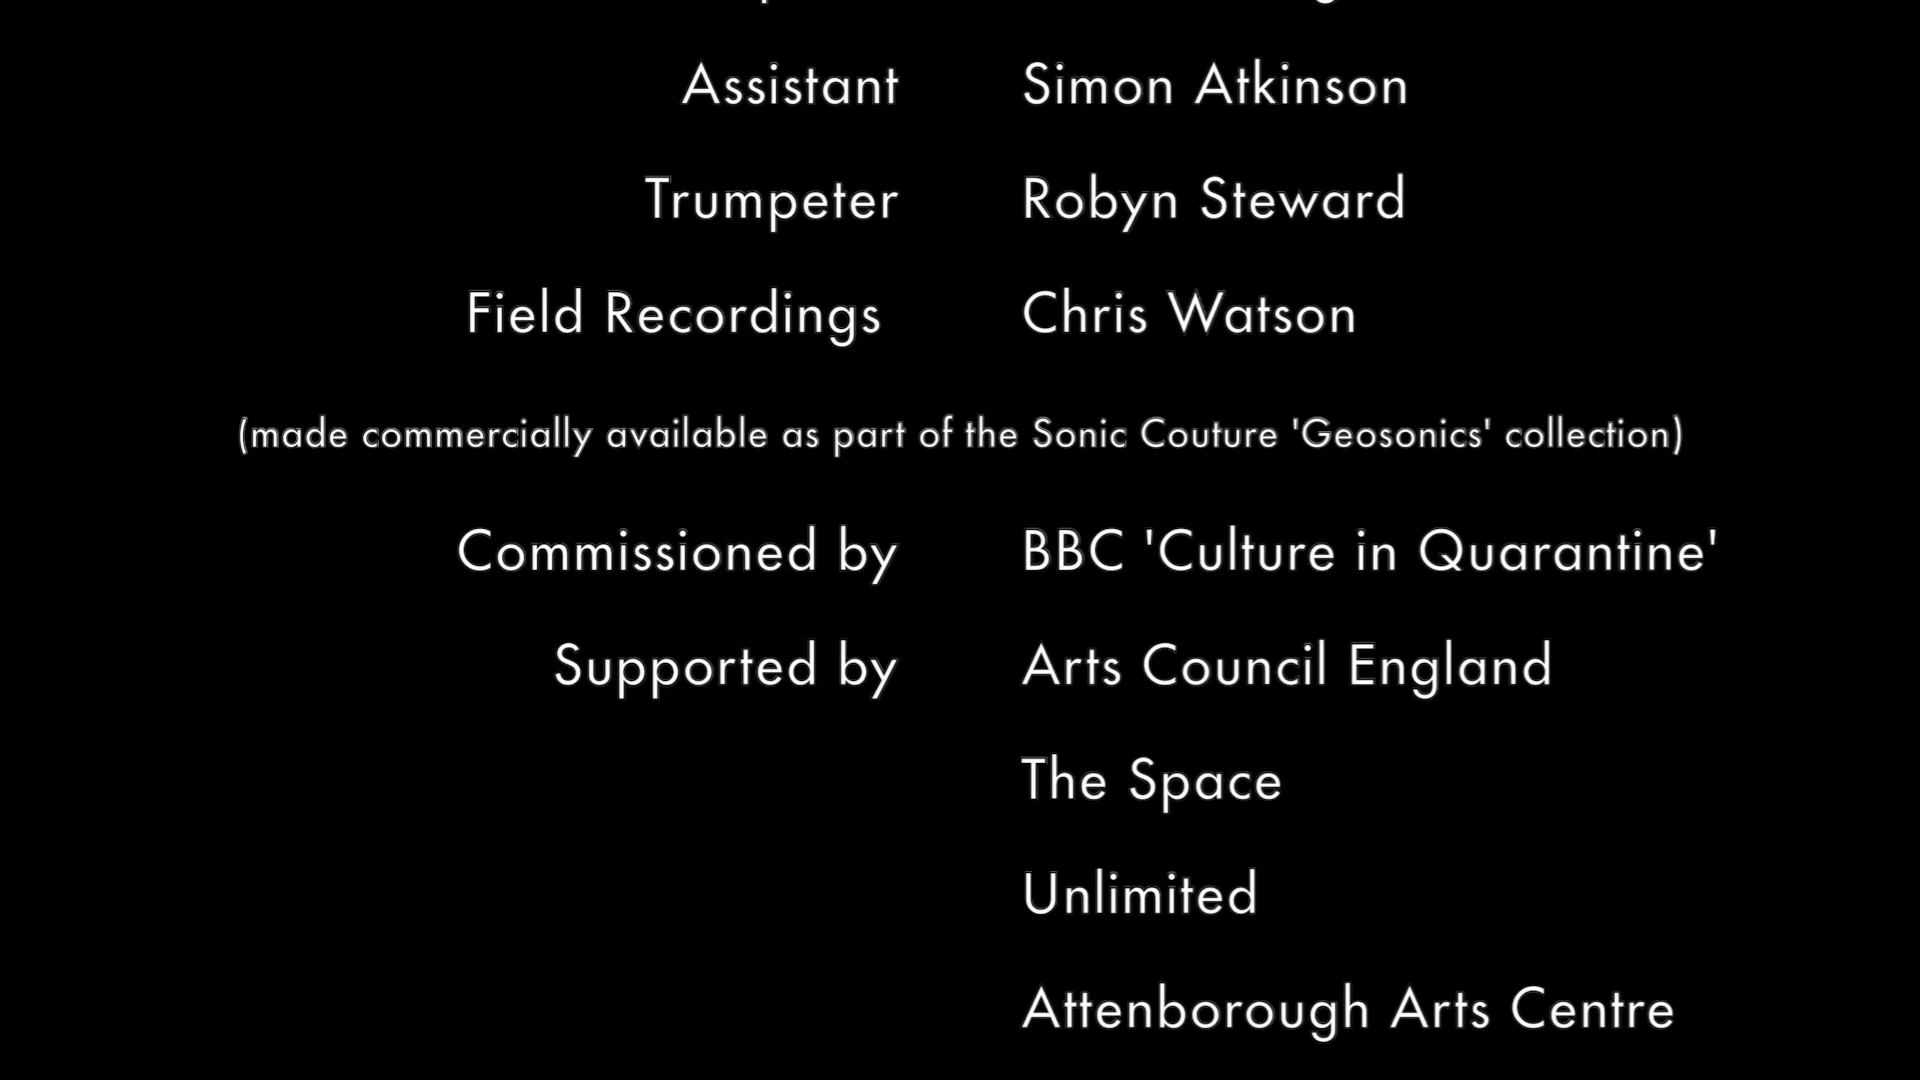 Assistant Simon Atkinson
Trumpeter Robyn Steward
Field Recordings Chris Watson
(made commercially available as part of the Sonic Couture 'Geosonics' collection)
Commissioned by BBC 'Culture in Quarantine'
Supported by Arts Council England
The Space
Unlimited
Attenborough Arts Centre